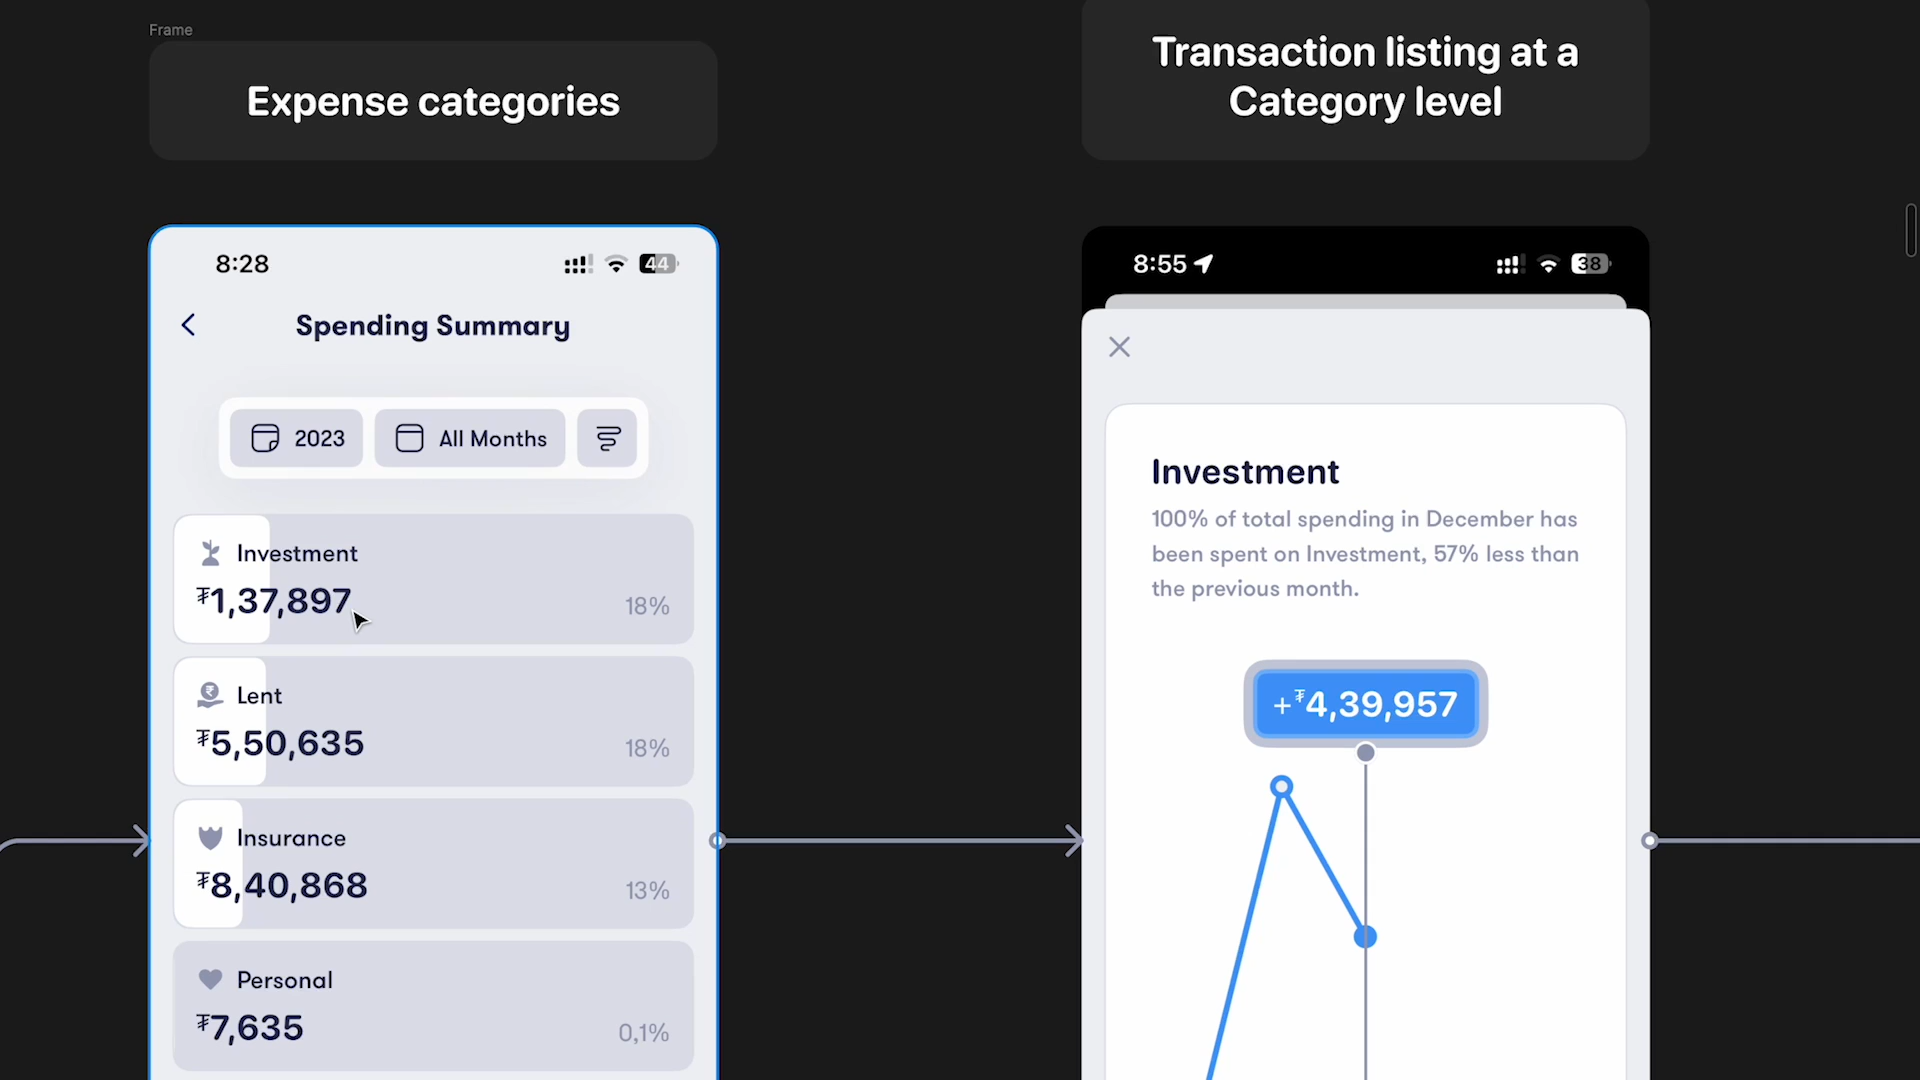 Frame
Expense categories
8:28
44
Spending Summary
2023
All Months
Investment
₮1,37,897
18%
Lent
₮5,50,635
18%
Insurance
₮8,40,868
13%
Personal
₮7,635
0,1%
Transaction listing at a
Category level
8:55
38
Investment
100% of total spending in December has
been spent on Investment, 57% less than
the previous month.
+₮4,39,957